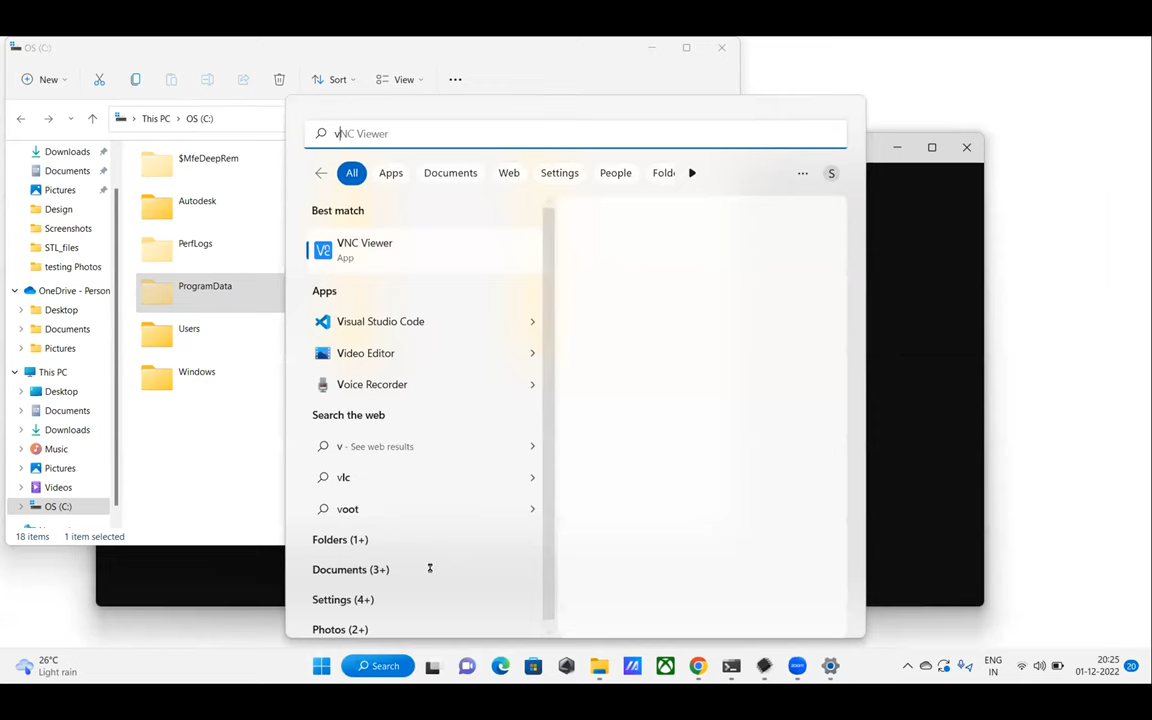 OS (C:)
New
Sort
View
This PC
OS (C:)
Downloads
Documents
Pictures
Design
Screenshots
STL_files
testing Photos
OneDrive - Person
Desktop
Documents
Pictures
This PC
Desktop
Documents
Downloads
Music
Pictures
Videos
OS (C:)
$MfeDeepRem
Autodesk
PerfLogs
ProgramData
Users
Windows
18 items
1 item selected
vNC Viewer
All
Apps
Documents
Web
Settings
People
Folde
S
Best match
VNC Viewer
App
Apps
Visual Studio Code
Video Editor
Voice Recorder
Search the web
v - See web results
vlc
voot
Folders (1+)
Documents (3+)
Settings (4+)
Photos (2+)
26°C
Light rain
Search
ENG
IN
20:25
01-12-2022
20